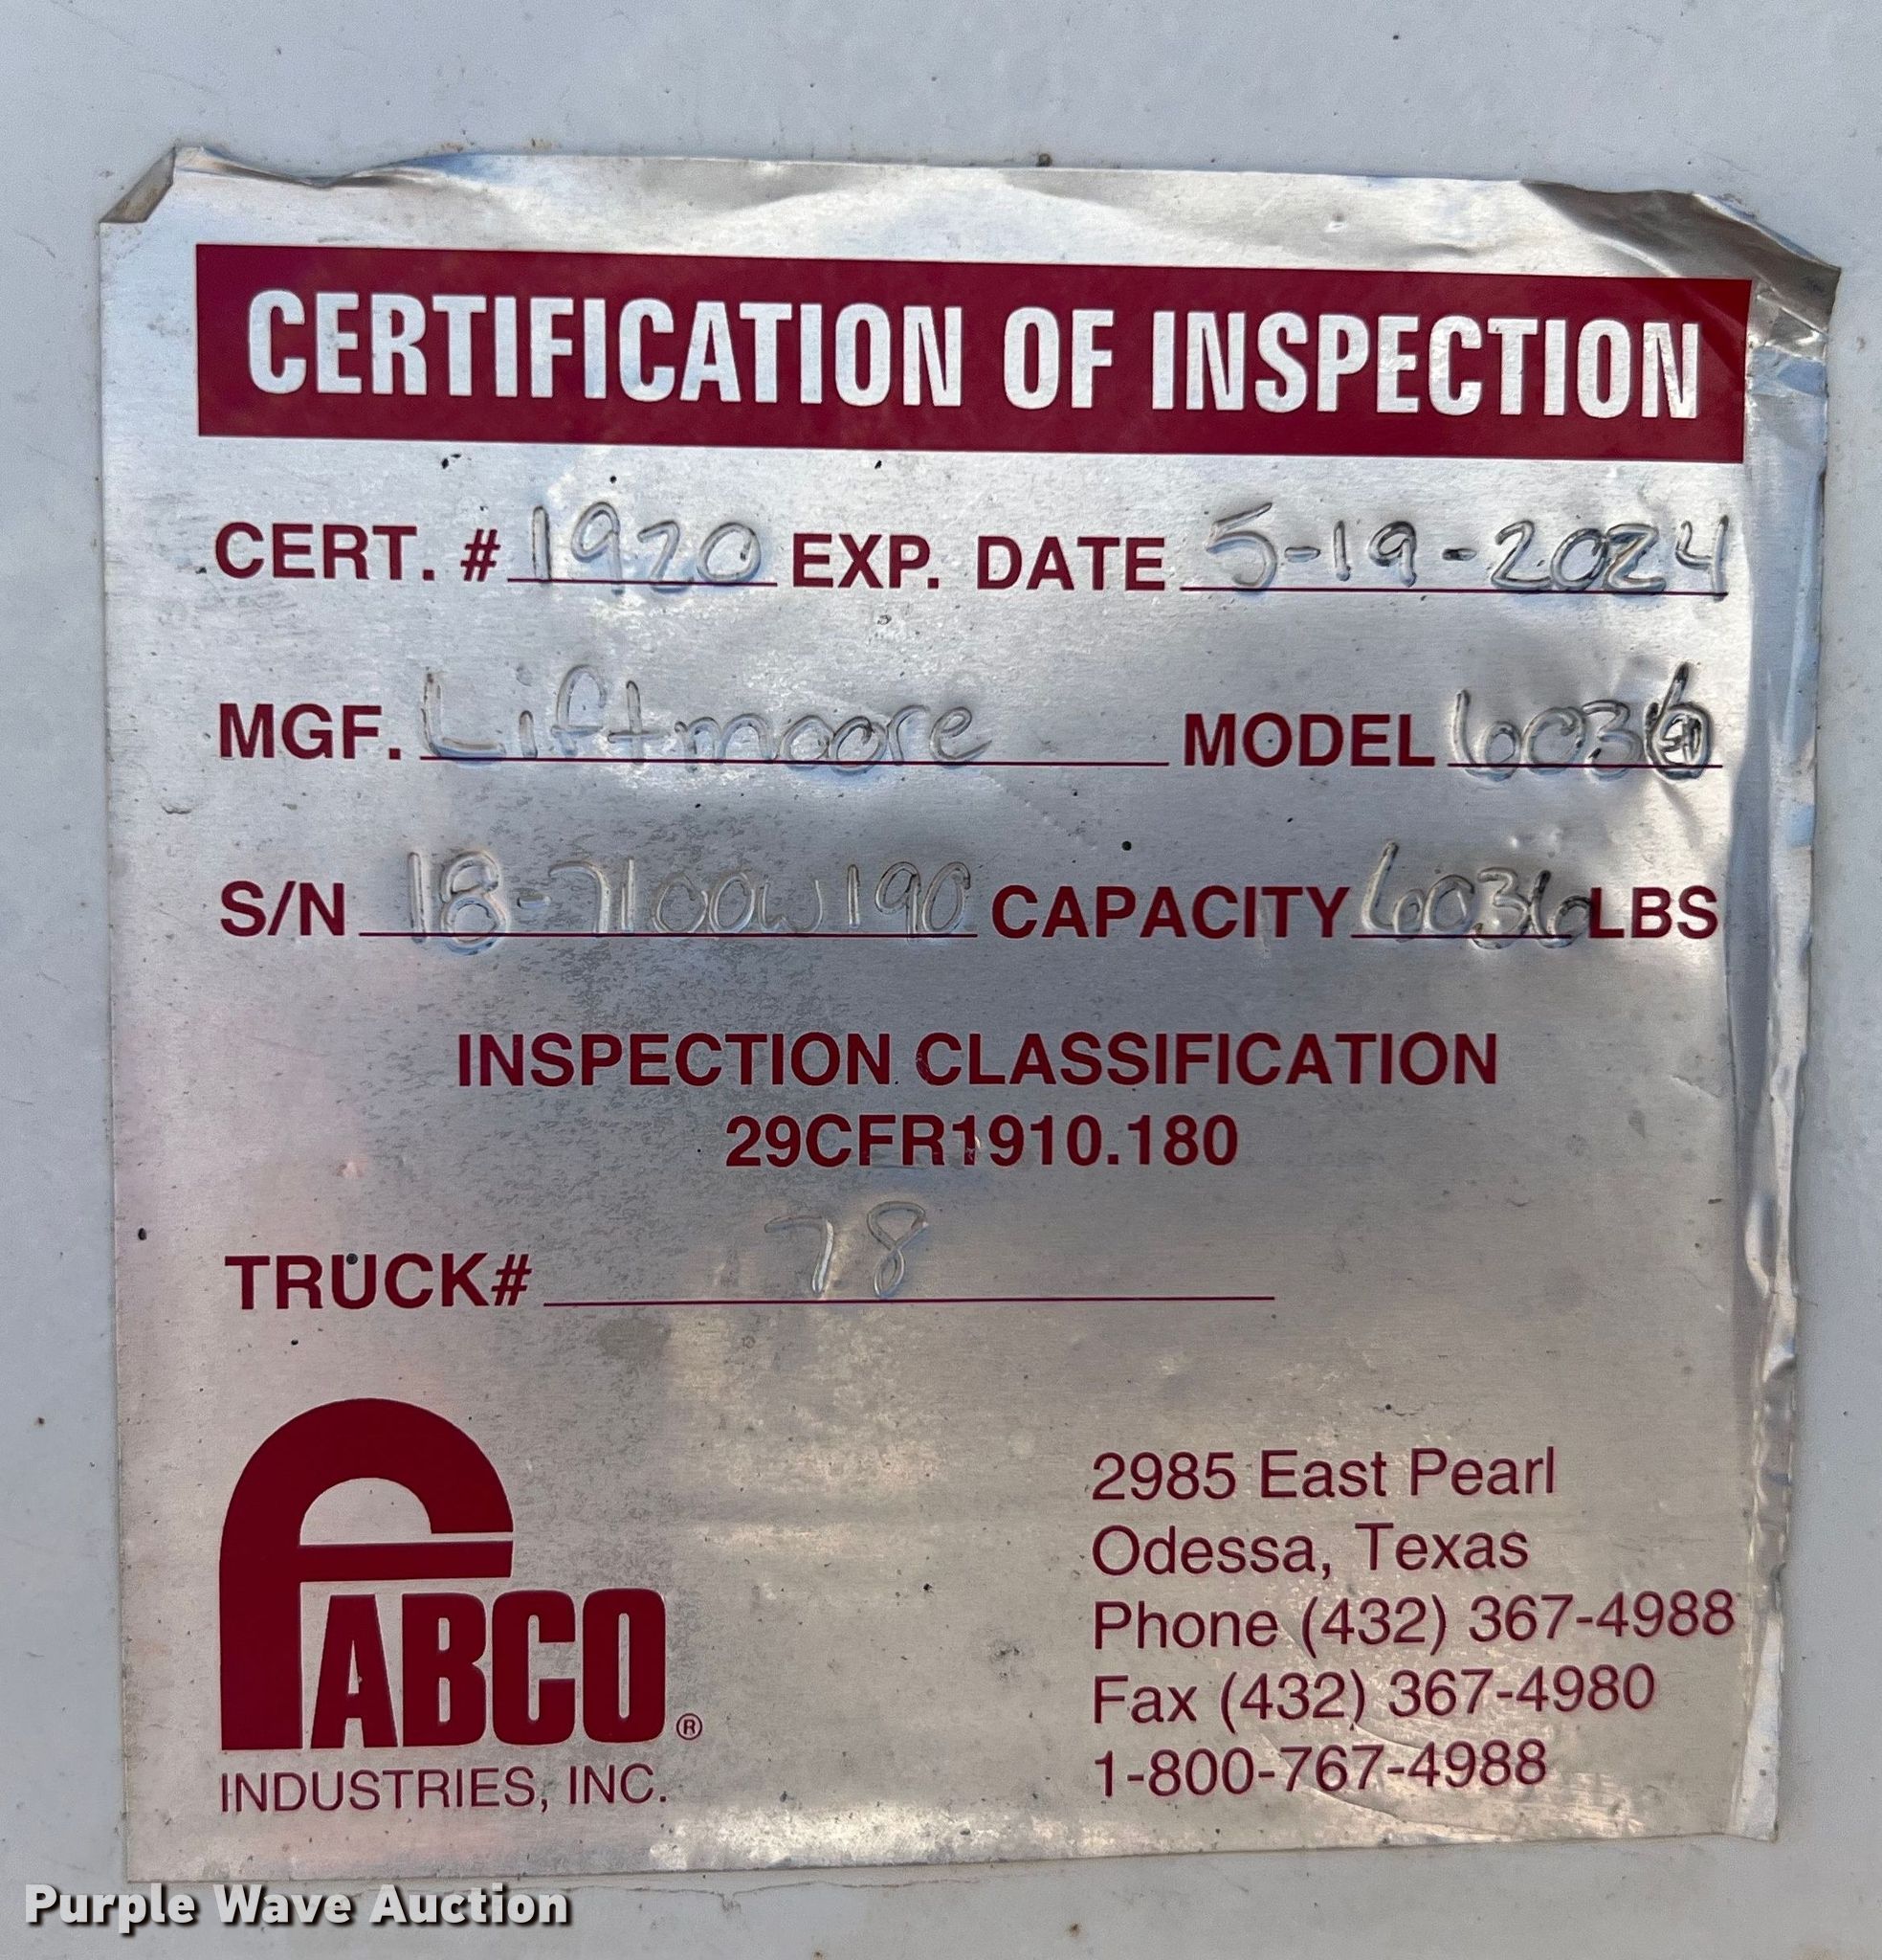 CERTIFICATION OF INSPECTION
CERT. # 1920 EXP. DATE 5-19-2024
MGF. Liftmoore MODEL 6036
S/N 18-7100W190 CAPACITY 6036 LBS
INSPECTION CLASSIFICATION
29CFR1910.180
TRUCK# 78
FABCO®
INDUSTRIES, INC.
2985 East Pearl
Odessa, Texas
Phone (432) 367-4988
Fax (432) 367-4980
1-800-767-4988
Purple Wave Auction